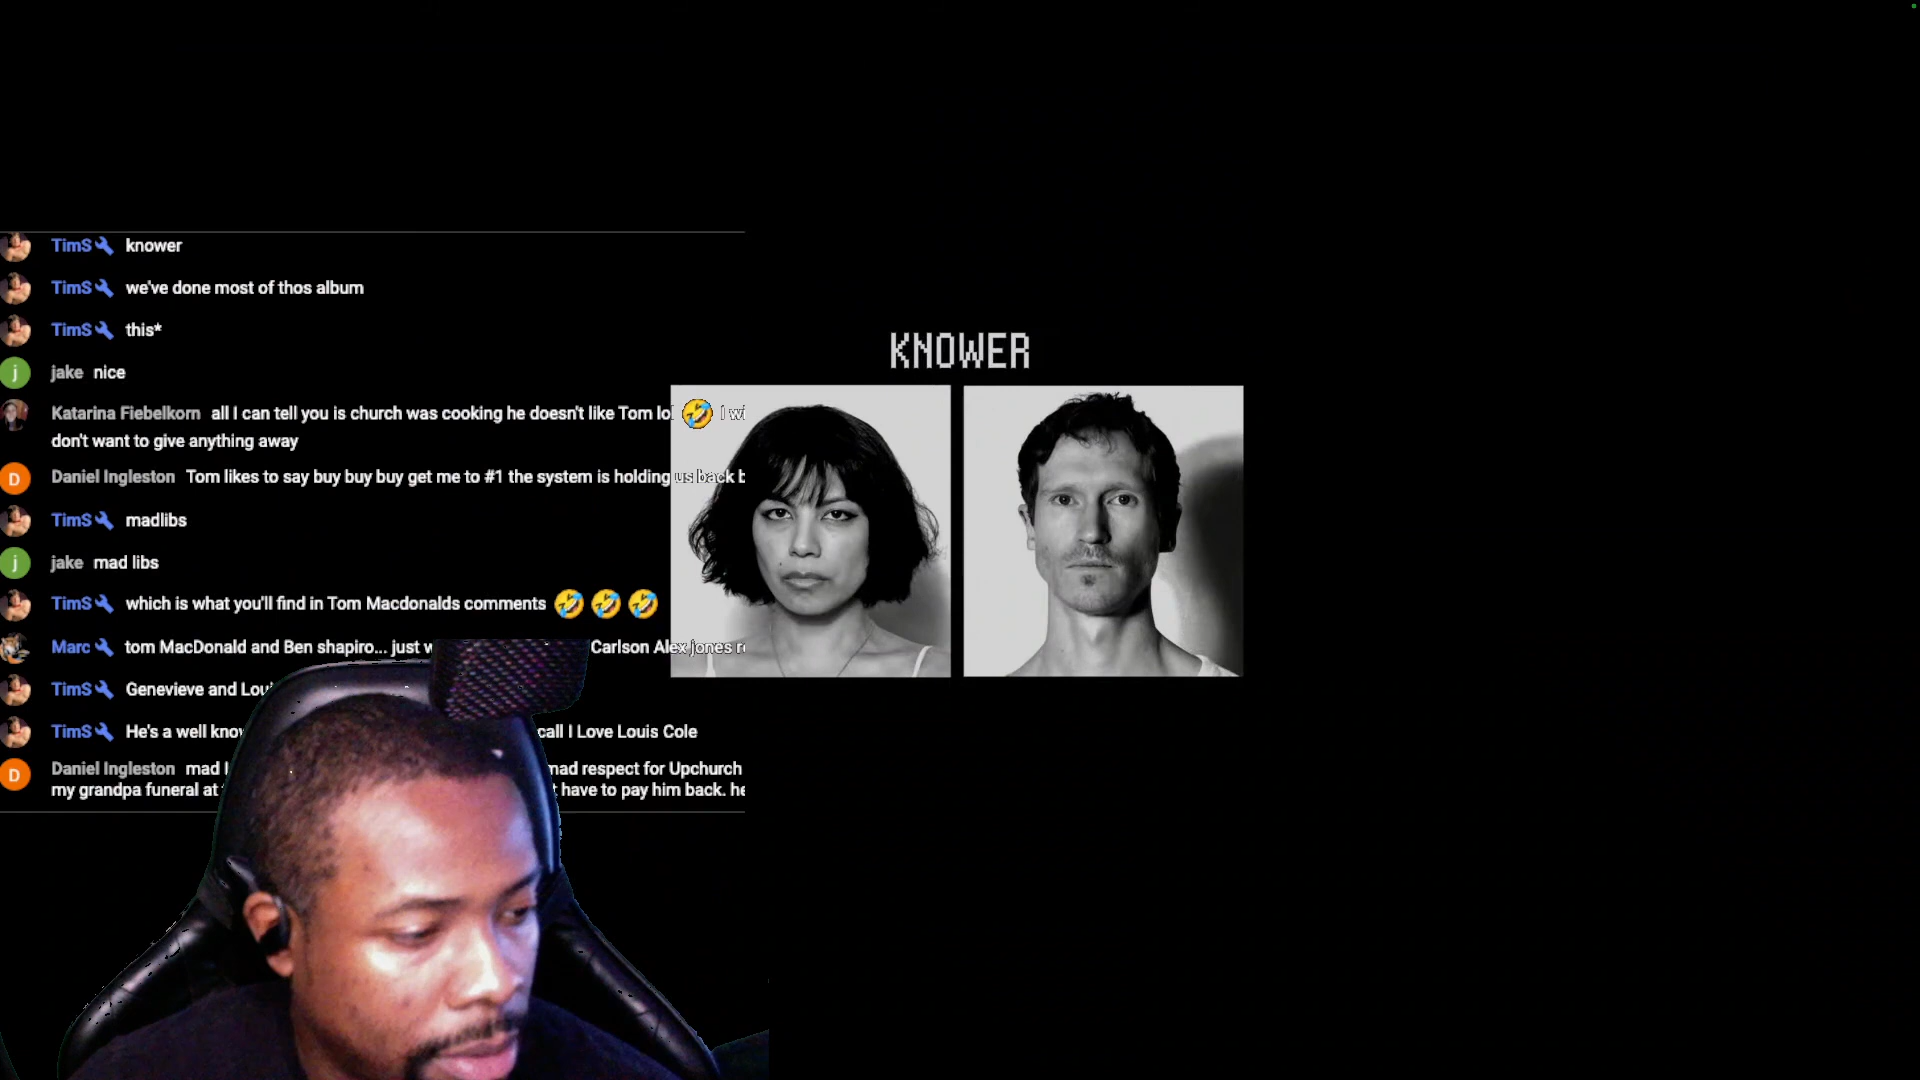 TimS knower
TimS we've done most of thos album
TimS this*
KNOWER
jake nice
Katarina Fiebelkorn all I can tell you is church was cooking he doesn't like Tom lol 🤣 I wi
don't want to give anything away
Daniel Ingleston Tom likes to say buy buy buy get me to #1 the system is holding us back b
TimS madlibs
jake mad libs
TimS which is what you'll find in Tom Macdonalds comments 🤣 🤣 🤣
Marc tom MacDonald and Ben shapiro... just w Carlson Alex jones r
TimS Genevieve and Lou
TimS He's a well know call I Love Louis Cole
Daniel Ingleston mad mad respect for Upchurch
my grandpa funeral at have to pay him back. he